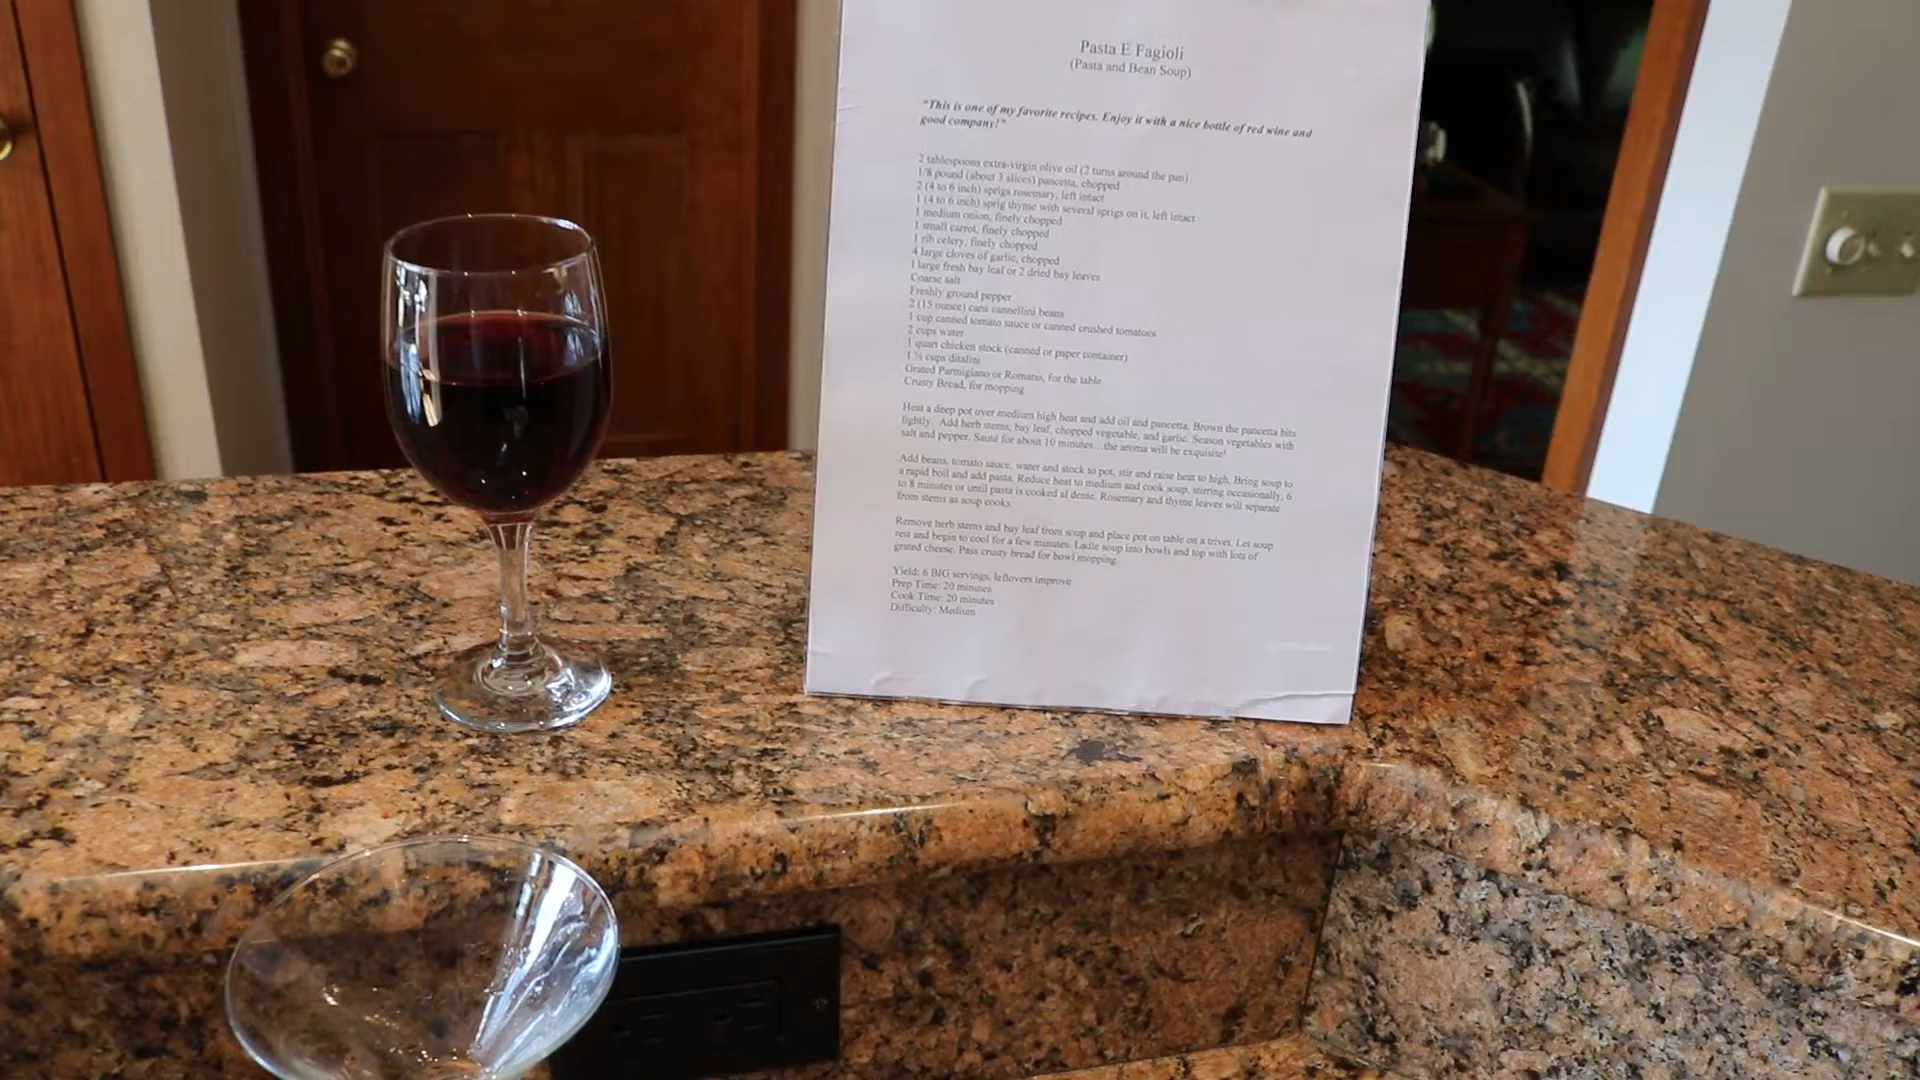 Pasta E Fagioli
(Pasta and Bean Soup)
"This is one of my favorite recipes. Enjoy it with a nice bottle of red wine and
good company!"
2 tablespoons extra-virgin olive oil (2 turns around the pan)
1/8 pound (about 3 slices) pancetta, chopped
2 (4 to 6 inch) sprigs rosemary, left intact
1 (4 to 6 inch) sprig thyme with several sprigs on it, left intact
1 medium onion, finely chopped
1 small carrot, finely chopped
1 rib celery, finely chopped
4 large cloves of garlic, chopped
1 large fresh bay leaf or 2 dried bay leaves
Coarse salt
Freshly ground pepper
2 (15 ounce) cans cannellini beans
1 cup canned tomato sauce or canned crushed tomatoes
2 cups water
1 quart chicken stock (canned or paper container)
1 ½ cups ditalini
Grated Parmigiano or Romano, for the table
Crusty Bread, for mopping
Heat a deep pot over medium high heat and add oil and pancetta. Brown the pancetta bits
lightly. Add herb stems, bay leaf, chopped vegetable, and garlic. Season vegetables with
salt and pepper. Sauté for about 10 minutes…the aroma will be exquisite!
Add beans, tomato sauce, water and stock to pot, stir and raise heat to high. Bring soup to
a rapid boil and add pasta. Reduce heat to medium and cook soup, stirring occasionally, 6
to 8 minutes or until pasta is cooked al dente. Rosemary and thyme leaves will separate
from stems as soup cooks.
Remove herb stems and bay leaf from soup and place pot on table on a trivet. Let soup
rest and begin to cool for a few minutes. Ladle soup into bowls and top with lots of
grated cheese. Pass crusty bread for bowl mopping.
Yield: 6 BIG servings, leftovers improve
Prep Time: 20 minutes
Cook Time: 20 minutes
Difficulty: Medium